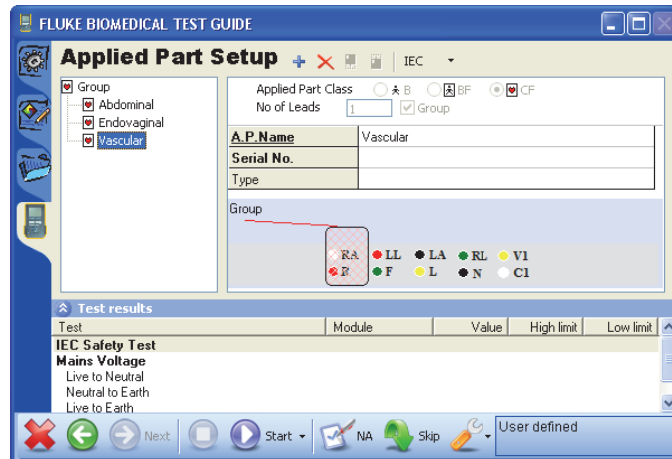 FLUKE BIOMEDICAL TEST GUIDE
Applied Part Setup
IEC
Group
Abdominal
Endovaginal
Vascular
Applied Part Class B BF CF
No of Leads 1 Group
A.P.Name Vascular
Serial No.
Type
Group
RA LL LA RL V1
R F L N C1
Test results
Test Module Value High limit Low limit
IEC Safety Test
Mains Voltage
Live to Neutral
Neutral to Earth
Live to Earth
Next Start NA Skip User defined